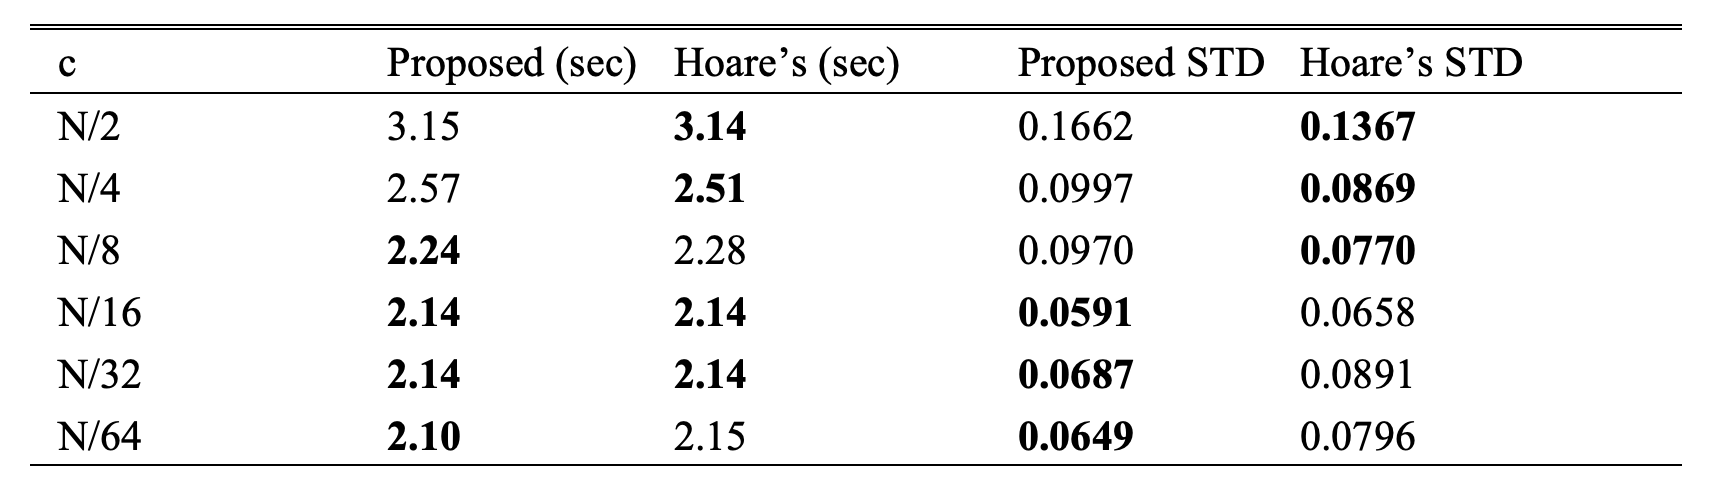 c Proposed (sec) Hoare’s (sec) Proposed STD Hoare’s STD
N/2 3.15 3.14 0.1662 0.1367
N/4 2.57 2.51 0.0997 0.0869
N/8 2.24 2.28 0.0970 0.0770
N/16 2.14 2.14 0.0591 0.0658
N/32 2.14 2.14 0.0687 0.0891
N/64 2.10 2.15 0.0649 0.0796